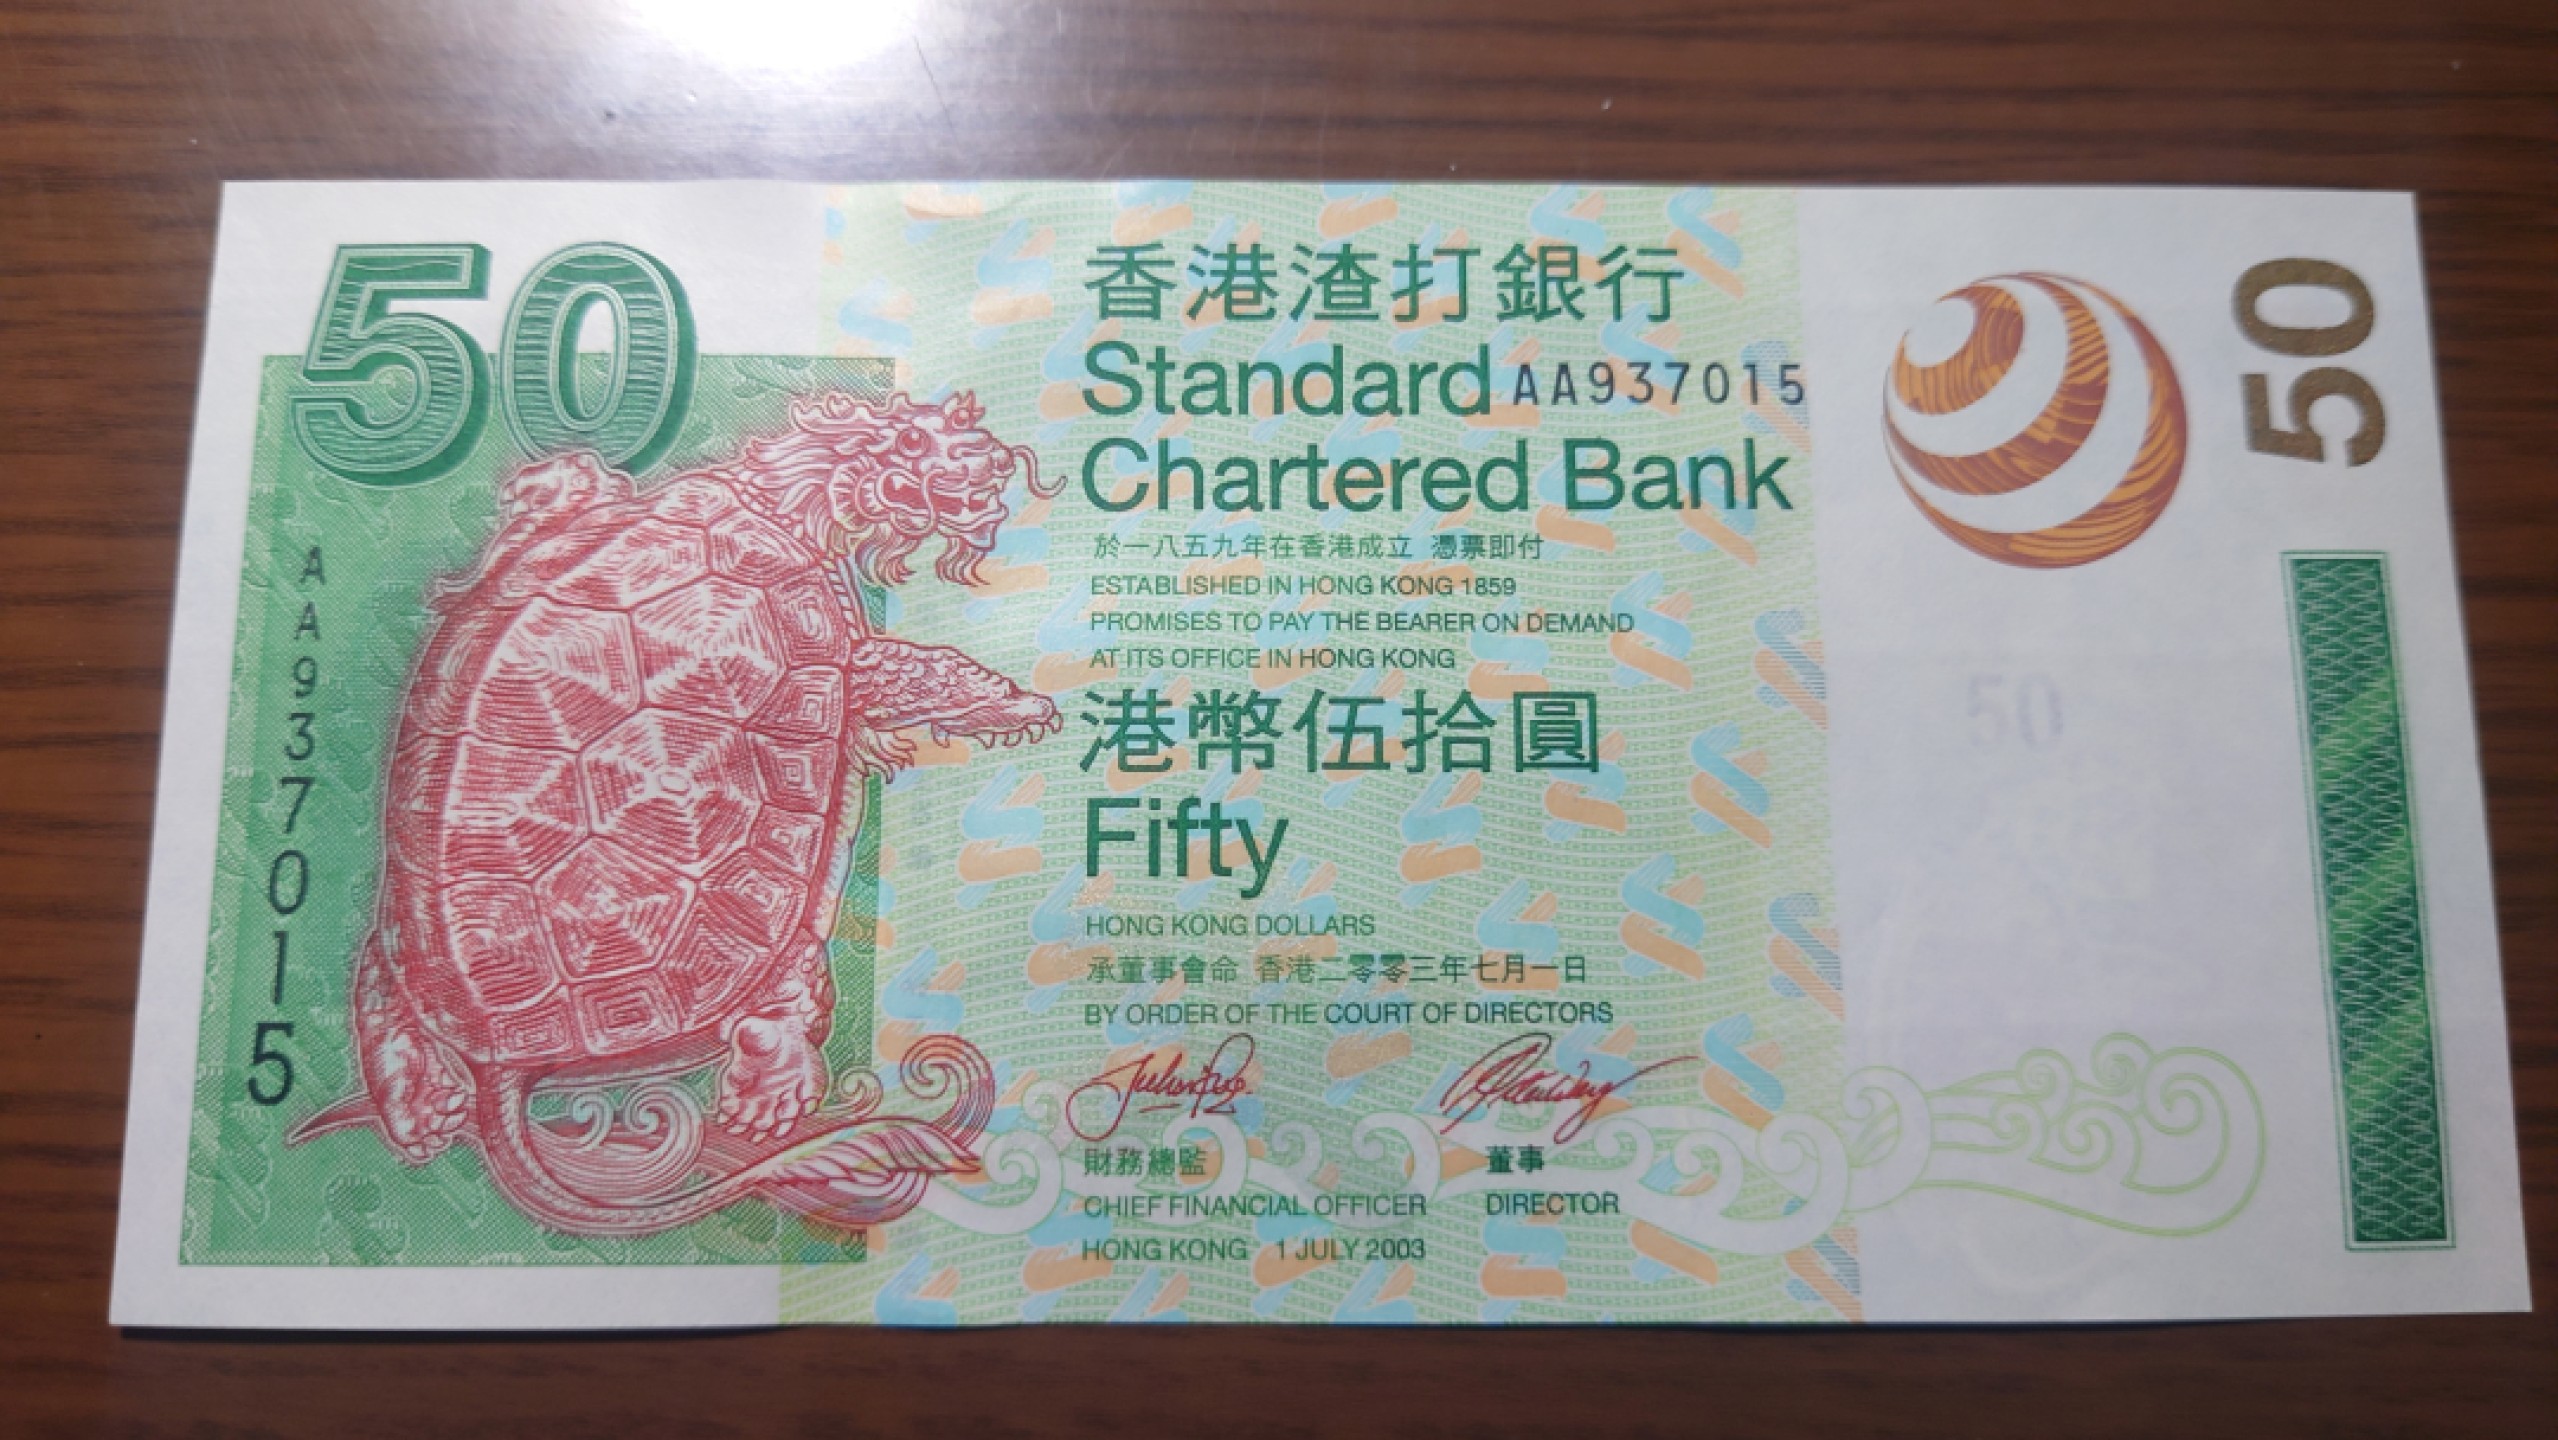 50
香港渣打銀行
Standard AA937015
Chartered Bank
50
於一八五九年在香港成立 憑票即付
ESTABLISHED IN HONG KONG 1859
PROMISES TO PAY THE BEARER ON DEMAND
AT ITS OFFICE IN HONG KONG
AA937015
港幣伍拾圓
50
Fifty
HONG KONG DOLLARS
承董事會命 香港二零零三年七月一日
BY ORDER OF THE COURT OF DIRECTORS
財務總監 董事
CHIEF FINANCIAL OFFICER DIRECTOR
HONG KONG 1 JULY 2003